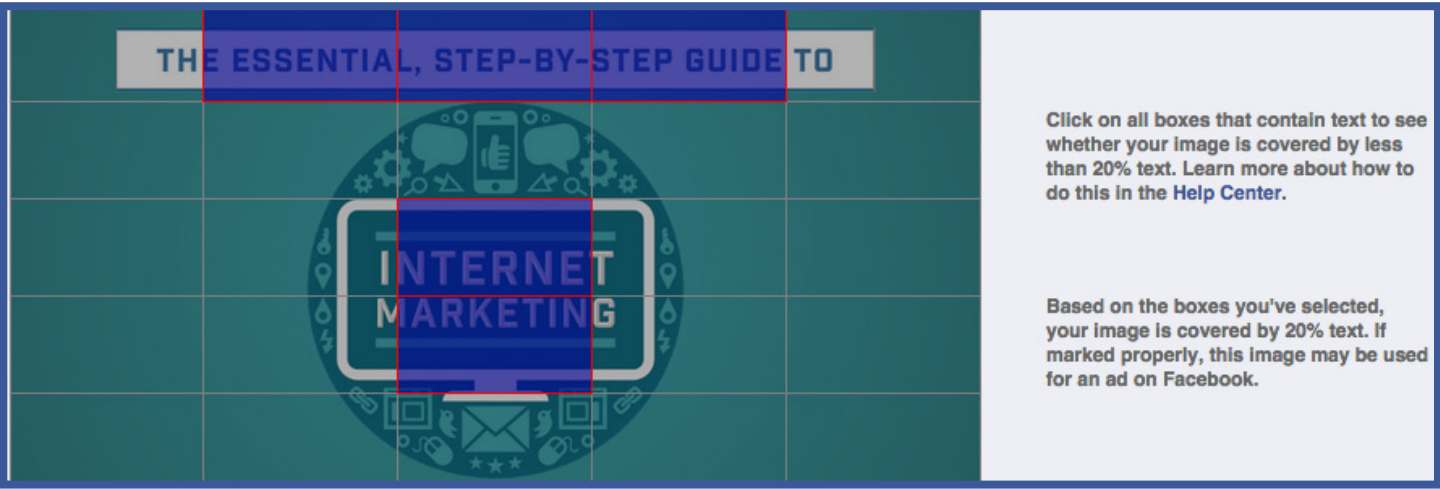 THE ESSENTIAL, STEP-BY-STEP GUIDE TO
INTERNET
MARKETING
Click on all boxes that contain text to see
whether your image is covered by less
than 20% text. Learn more about how to
do this in the Help Center.
Based on the boxes you've selected,
your image is covered by 20% text. If
marked properly, this image may be used
for an ad on Facebook.